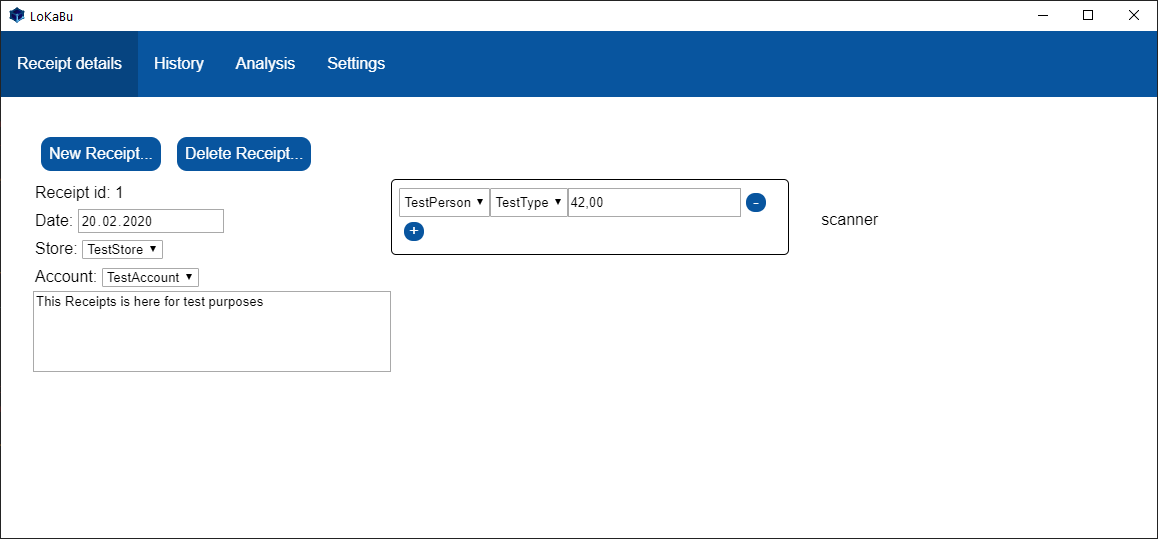 LoKaBu
Receipt details History Analysis Settings
New Receipt... Delete Receipt...
Receipt id: 1
Date: 20.02.2020
Store: TestStore
Account: TestAccount
This Receipts is here for test purposes
TestPerson TestType 42,00 -
+
scanner